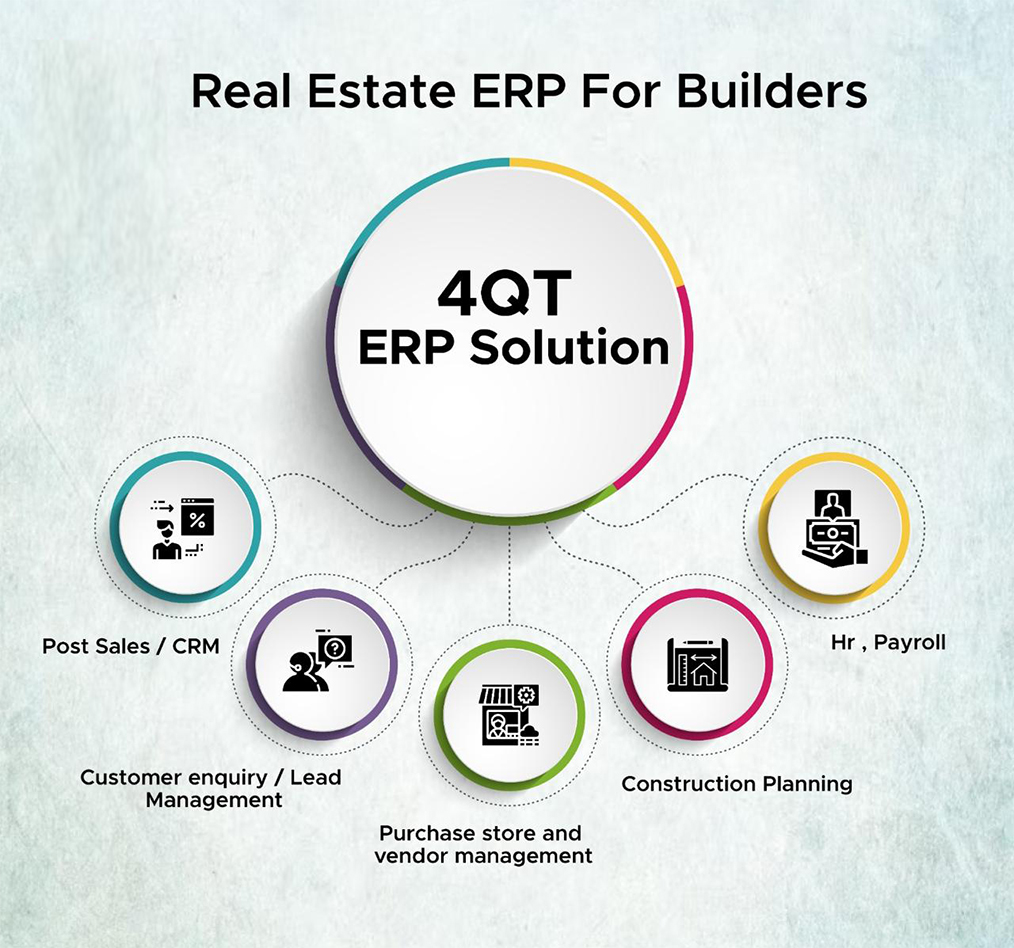 Real Estate ERP For Builders
4QT
ERP Solution
%
?
Post Sales / CRM
Hr , Payroll
Customer enquiry / Lead
Management
Construction Planning
Purchase store and
vendor management